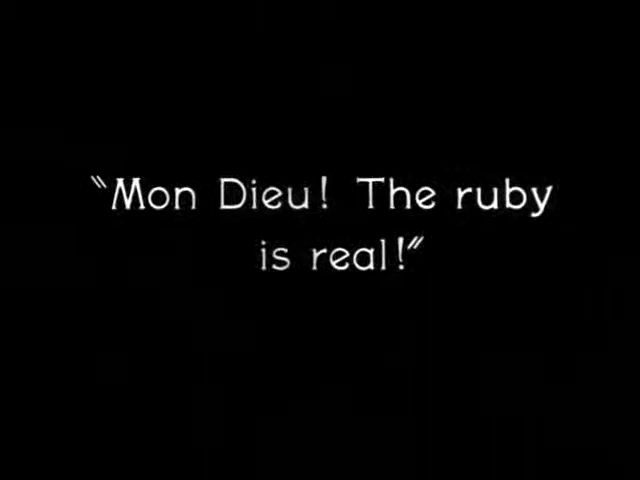 “Mon Dieu! The ruby
is real!”